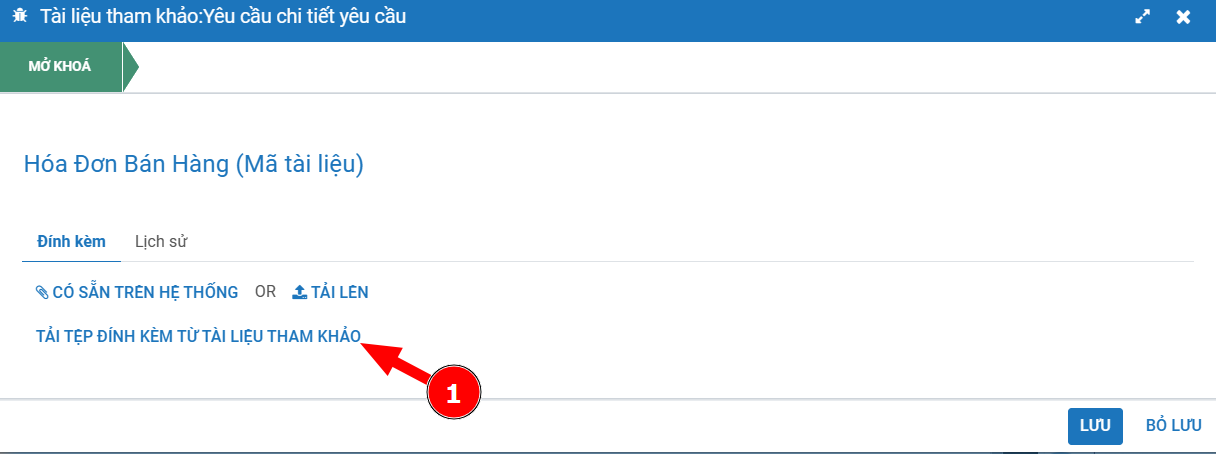 Tài liệu tham khảo:Yêu cầu chi tiết yêu cầu
MỞ KHOÁ
Hóa Đơn Bán Hàng (Mã tài liệu)
Đính kèm Lịch sử
CÓ SẴN TRÊN HỆ THỐNG OR TẢI LÊN
TẢI TỆP ĐÍNH KÈM TỪ TÀI LIỆU THAM KHẢO
1
LƯU BỎ LƯU